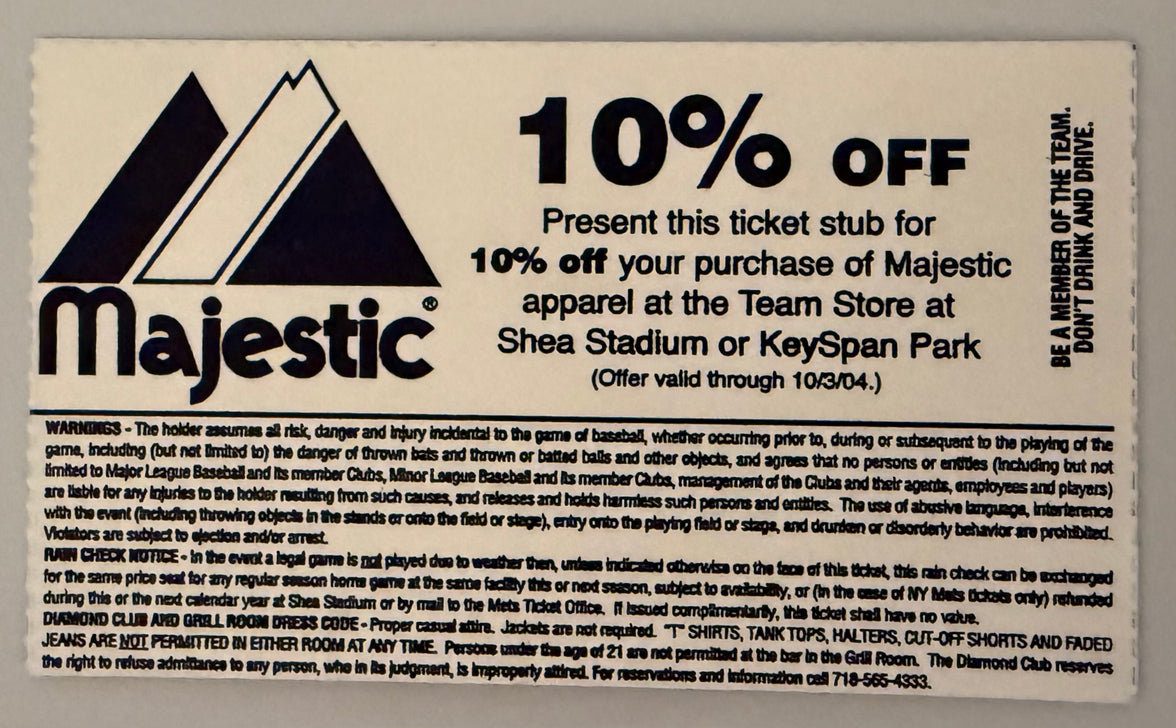 Majestic®
10% OFF
Present this ticket stub for
10% off your purchase of Majestic
apparel at the Team Store at
Shea Stadium or KeySpan Park
(Offer valid through 10/3/04.)
BE A MEMBER OF THE TEAM.
DON'T DRINK AND DRIVE.
WARNINGS - The holder assumes all risk, danger and injury incidental to the game of baseball, whether occurring prior to, during or subsequent to the playing of the
game, including (but not limited to) the danger of thrown bats and thrown or batted balls and other objects, and agrees that no persons or entities (including but not
limited to Major League Baseball and its member Clubs, Minor League Baseball and its member Clubs, management of the Clubs and their agents, employees and players)
are liable for any injuries to the holder resulting from such causes, and releases and holds harmless such persons and entities. The use of abusive language, interference
with the event (including throwing objects in the stands or onto the field or stage), entry onto the playing field or stage, and drunken or disorderly behavior are prohibited.
Violators are subject to ejection and/or arrest.
RAIN CHECK NOTICE - In the event a legal game is not played due to weather then, unless indicated otherwise on the face of this ticket, this rain check can be exchanged
for the same price seat for any regular season home game at the same facility this or next season, subject to availability, or (in the case of NY Mets tickets only) refunded
during this or the next calendar year at Shea Stadium or by mail to the Mets Ticket Office. If issued complimentarily, this ticket shall have no value.
DIAMOND CLUB AND GRILL ROOM DRESS CODE - Proper casual attire. Jackets are not required. "T" SHIRTS, TANK TOPS, HALTERS, CUT-OFF SHORTS AND FADED
JEANS ARE NOT PERMITTED IN EITHER ROOM AT ANY TIME. Persons under the age of 21 are not permitted at the bar in the Grill Room. The Diamond Club reserves
the right to refuse admittance to any person, who in its judgment, is improperly attired. For reservations and information call 718-565-4333.